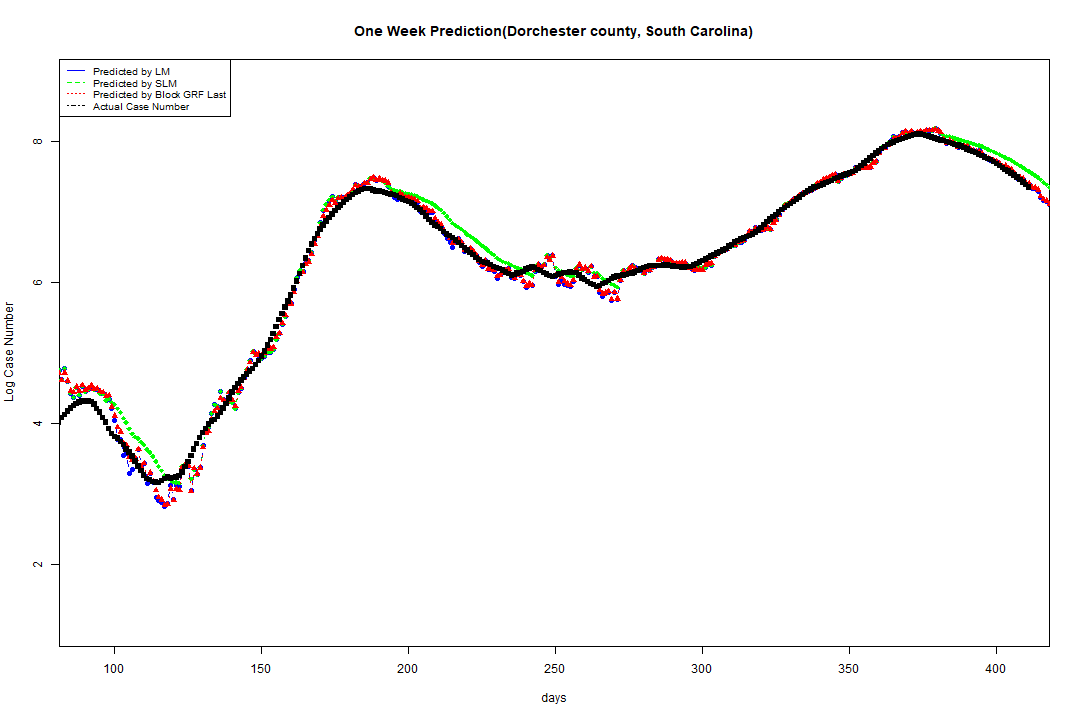 One Week Prediction(Dorchester county, South Carolina)
Predicted by LM
Predicted by SLM
Predicted by Block GRF Last
Actual Case Number
8
6
4
2
Log Case Number
100 150 200 250 300 350 400
days